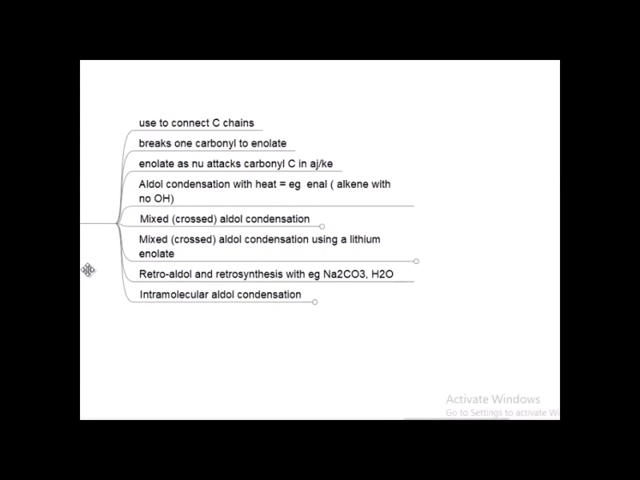 use to connect C chains
breaks one carbonyl to enolate
enolate as nu attacks carbonyl C in aj/ke
Aldol condensation with heat = eg enal ( alkene with
no OH)
Mixed (crossed) aldol condensation
Mixed (crossed) aldol condensation using a lithium
enolate
Retro-aldol and retrosynthesis with eg Na2CO3, H2O
Intramolecular aldol condensation
Activate Windows
Go to Settings to activate Wi